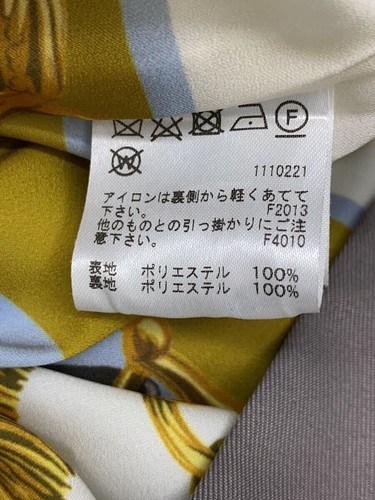 F
W
1110221
アイロンは裏側から軽くあてて
下さい。 F2013
他のものとの引っ掛かりにご注
意下さい。 F4010
表地 ポリエステル 100%
裏地 ポリエステル 100%